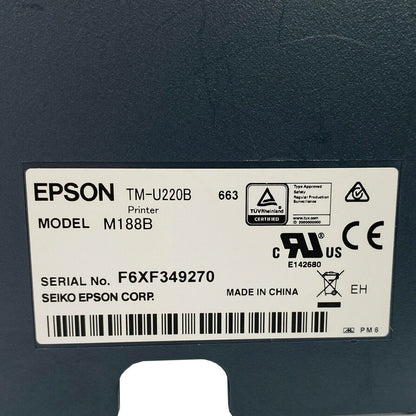 EPSON TM-U220B 663
Printer
MODEL M188B
TÜVRheinland
CERTIFIED
Type Approved
Safety
Regular Production
Surveillance
www.tuv.com
C UL US
E142680
SERIAL No. F6XF349270
SEIKO EPSON CORP.
MADE IN CHINA
EH
PM6